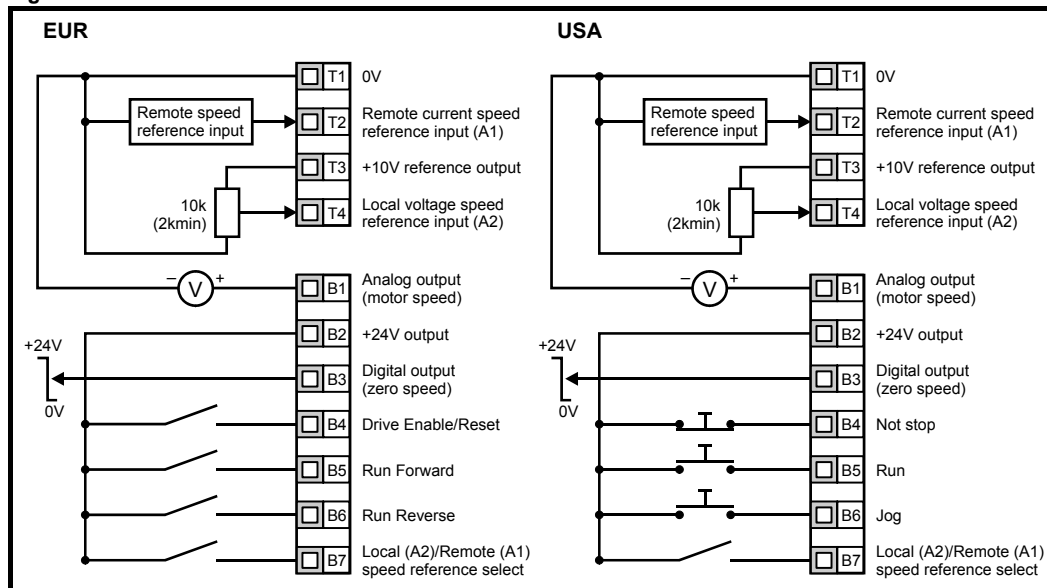 EUR
T1 0V
Remote speed
reference input
T2 Remote current speed
reference input (A1)
T3 +10V reference output
10k
(2kmin)
T4 Local voltage speed
reference input (A2)
– V +
B1 Analog output
(motor speed)
B2 +24V output
+24V
0V
B3 Digital output
(zero speed)
B4 Drive Enable/Reset
B5 Run Forward
B6 Run Reverse
B7 Local (A2)/Remote (A1)
speed reference select
USA
T1 0V
Remote speed
reference input
T2 Remote current speed
reference input (A1)
T3 +10V reference output
10k
(2kmin)
T4 Local voltage speed
reference input (A2)
– V +
B1 Analog output
(motor speed)
B2 +24V output
+24V
0V
B3 Digital output
(zero speed)
B4 Not stop
B5 Run
B6 Jog
B7 Local (A2)/Remote (A1)
speed reference select